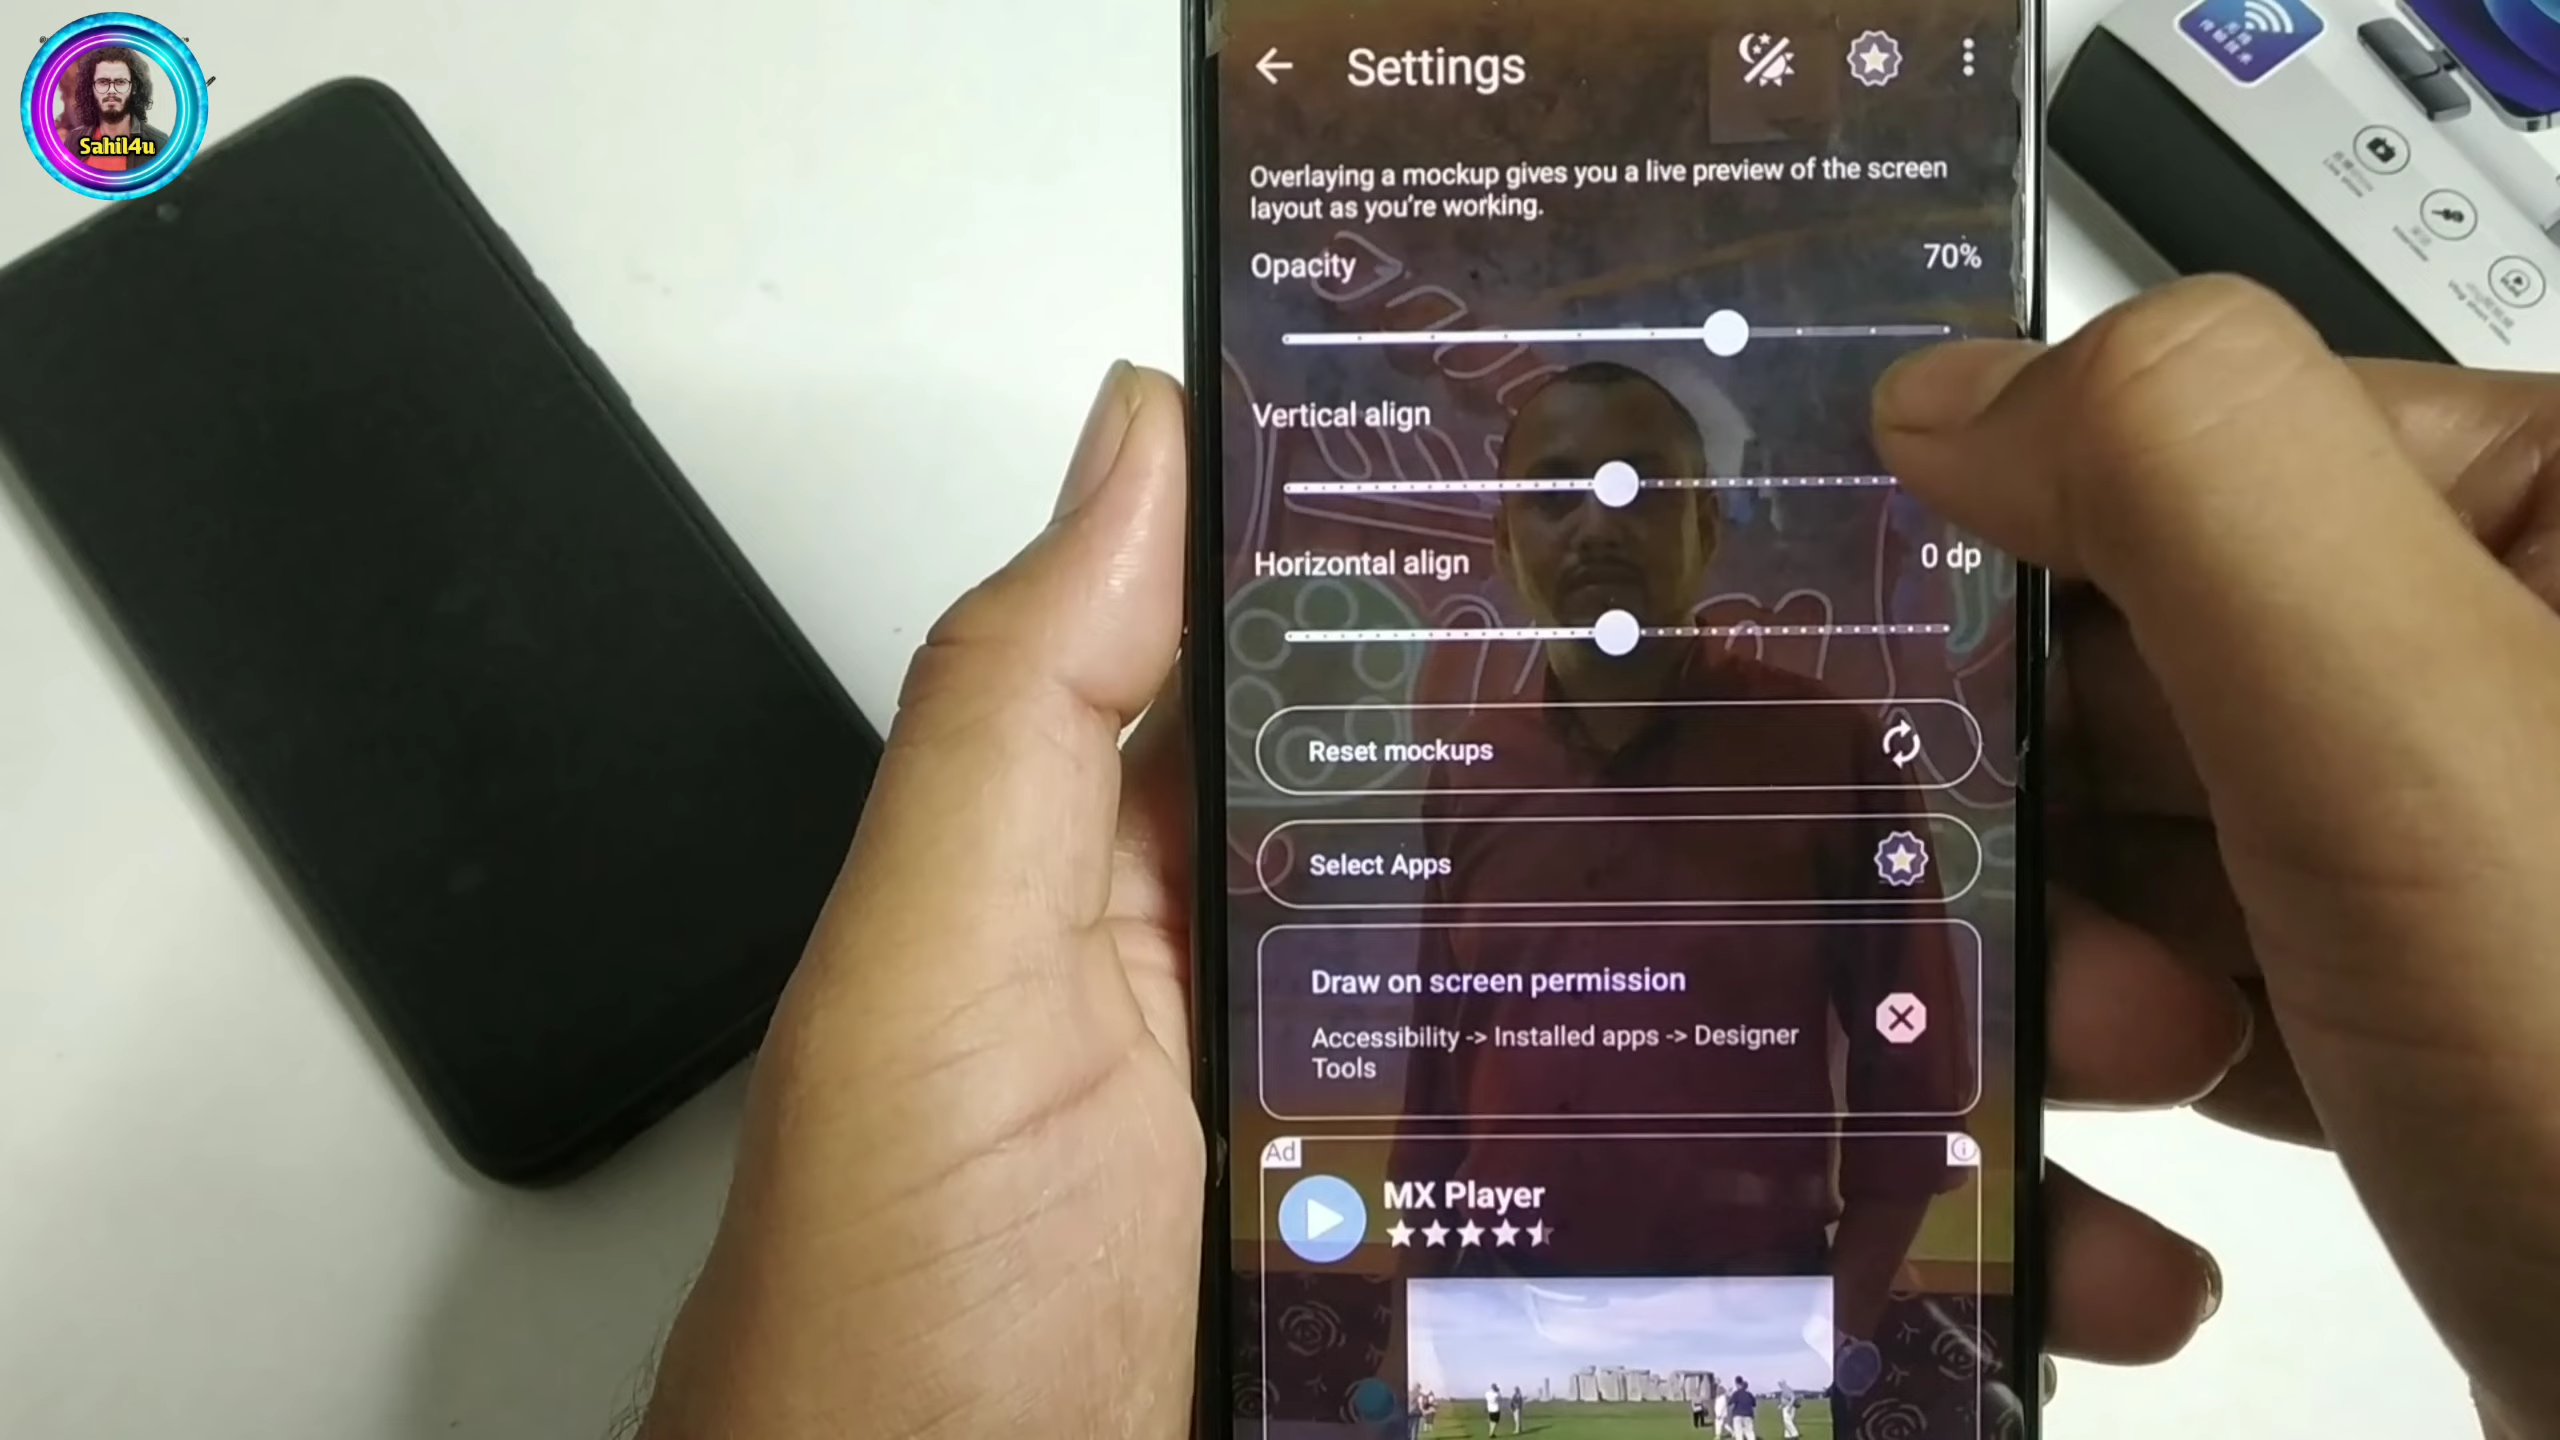 Sahil4u
Settings
Overlaying a mockup gives you a live preview of the screen
layout as you're working.
Opacity
70%
Vertical align
Horizontal align
0 dp
Reset mockups
Select Apps
Draw on screen permission
Accessibility -> Installed apps -> Designer
Tools
Ad
MX Player